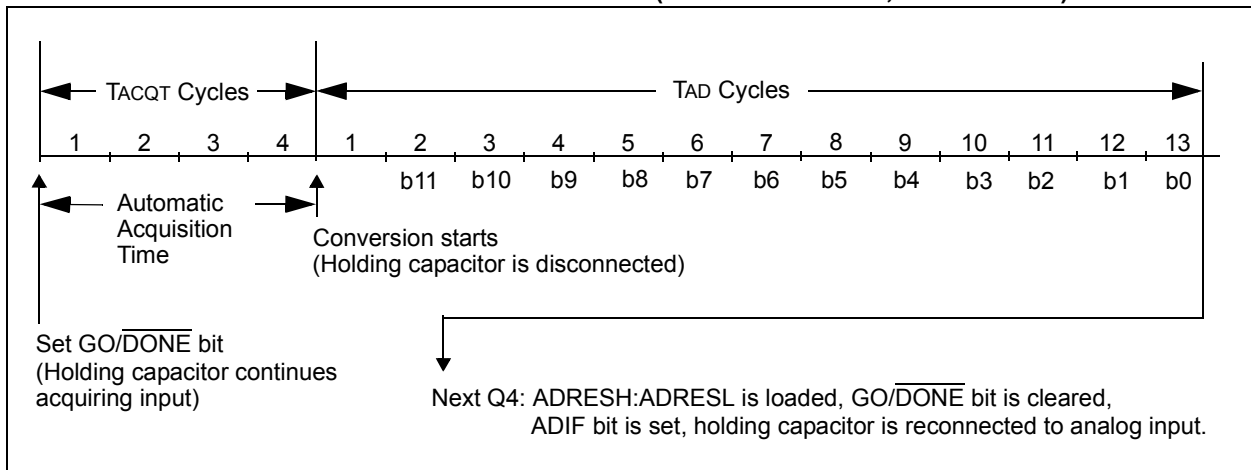 TACQT Cycles TAD Cycles
1 2 3 4 1 2 3 4 5 6 7 8 9 10 11 12 13
b11 b10 b9 b8 b7 b6 b5 b4 b3 b2 b1 b0
Automatic
Acquisition
Time
Conversion starts
(Holding capacitor is disconnected)
Set GO/DONE bit
(Holding capacitor continues
acquiring input)
Next Q4: ADRESH:ADRESL is loaded, GO/DONE bit is cleared,
ADIF bit is set, holding capacitor is reconnected to analog input.